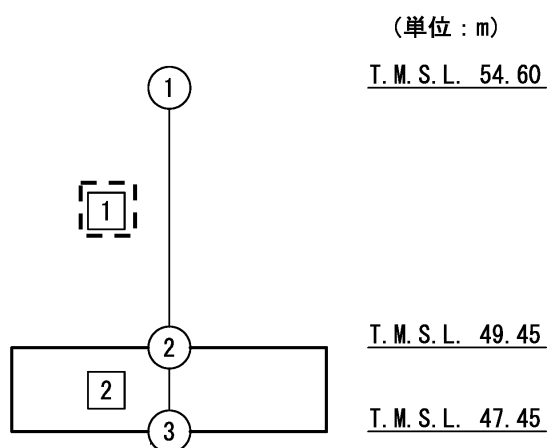 (単位：m)
① T.M.S.L. 54.60
1
② T.M.S.L. 49.45
2
③ T.M.S.L. 47.45